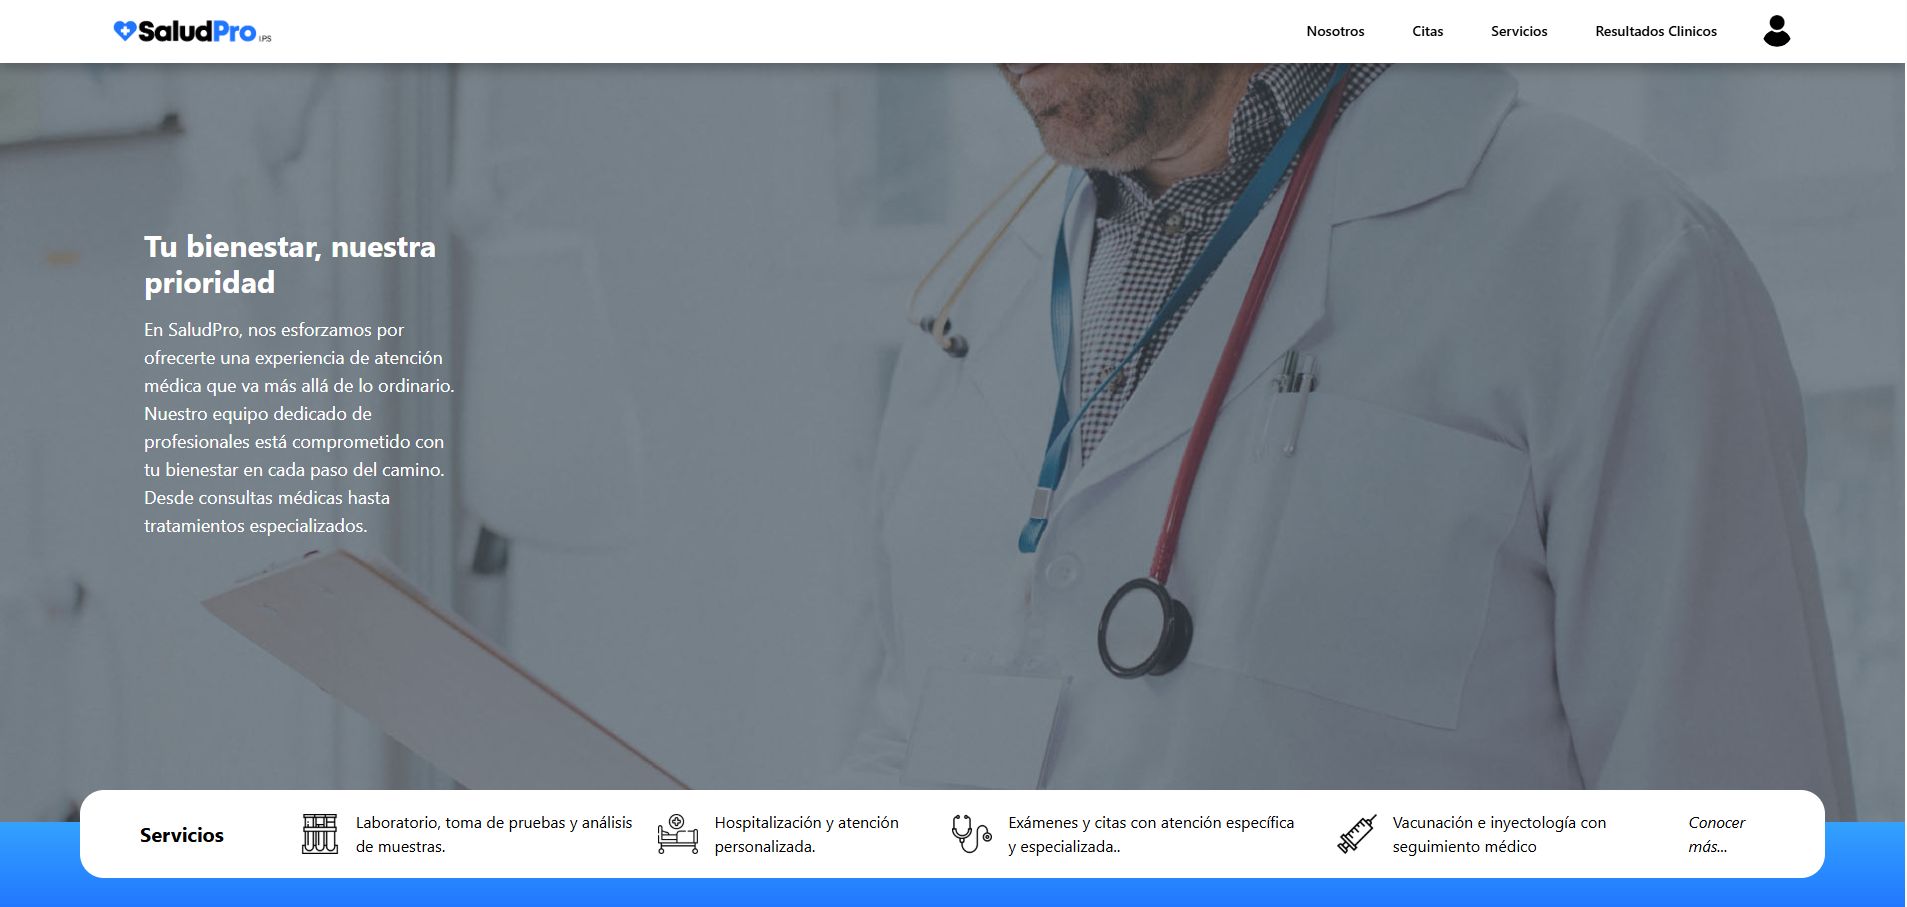 SaludPro I.P.S
Nosotros
Citas
Servicios
Resultados Clinicos
Tu bienestar, nuestra
prioridad
En SaludPro, nos esforzamos por
ofrecerte una experiencia de atención
médica que va más allá de lo ordinario.
Nuestro equipo dedicado de
profesionales está comprometido con
tu bienestar en cada paso del camino.
Desde consultas médicas hasta
tratamientos especializados.
Servicios
Laboratorio, toma de pruebas y análisis
de muestras.
Hospitalización y atención
personalizada.
Exámenes y citas con atención específica
y especializada..
Vacunación e inyectología con
seguimiento médico
Conocer
más...